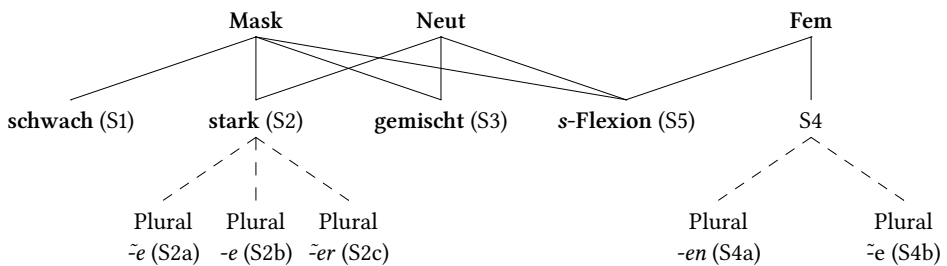 Mask Neut Fem
schwach (S1) stark (S2) gemischt (S3) s-Flexion (S5) S4
Plural Plural Plural Plural Plural
-̃e (S2a) -e (S2b) -̃er (S2c) -en (S4a) -̃e (S4b)